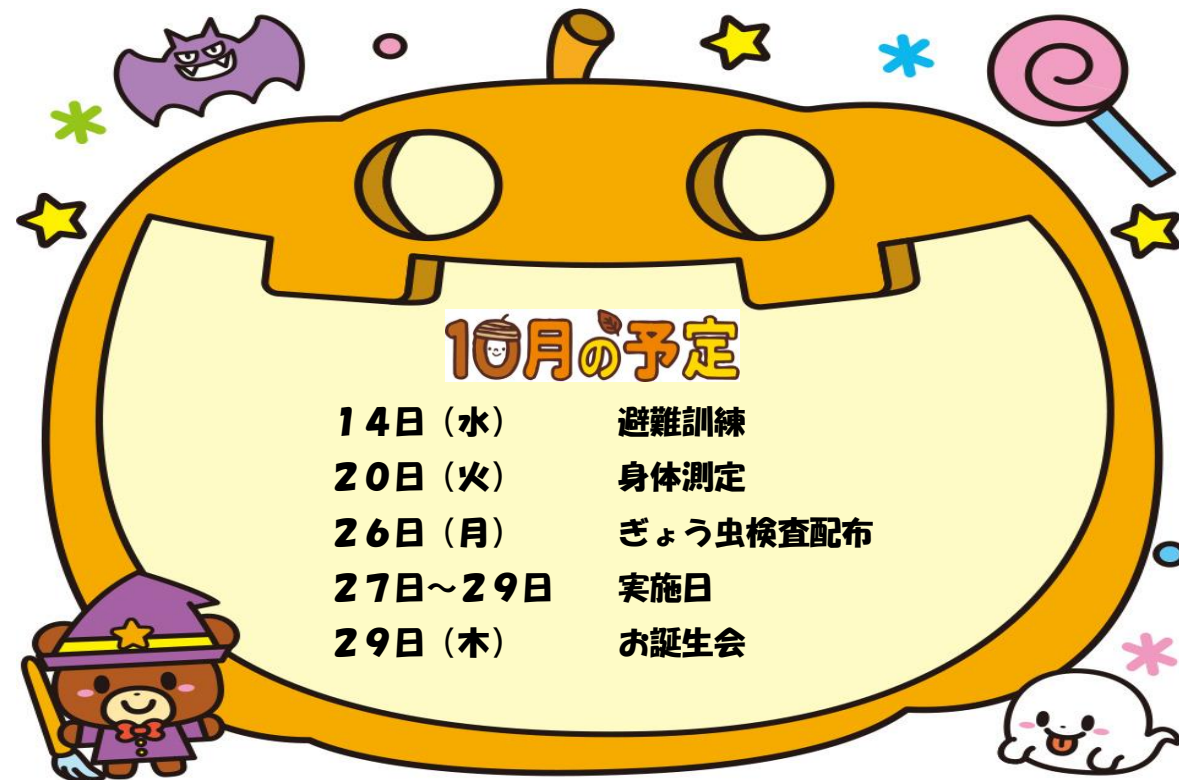 10月の予定
１４日（水） 避難訓練
２０日（火） 身体測定
２６日（月） ぎょう虫検査配布
２７日～２９日 実施日
２９日（木） お誕生会